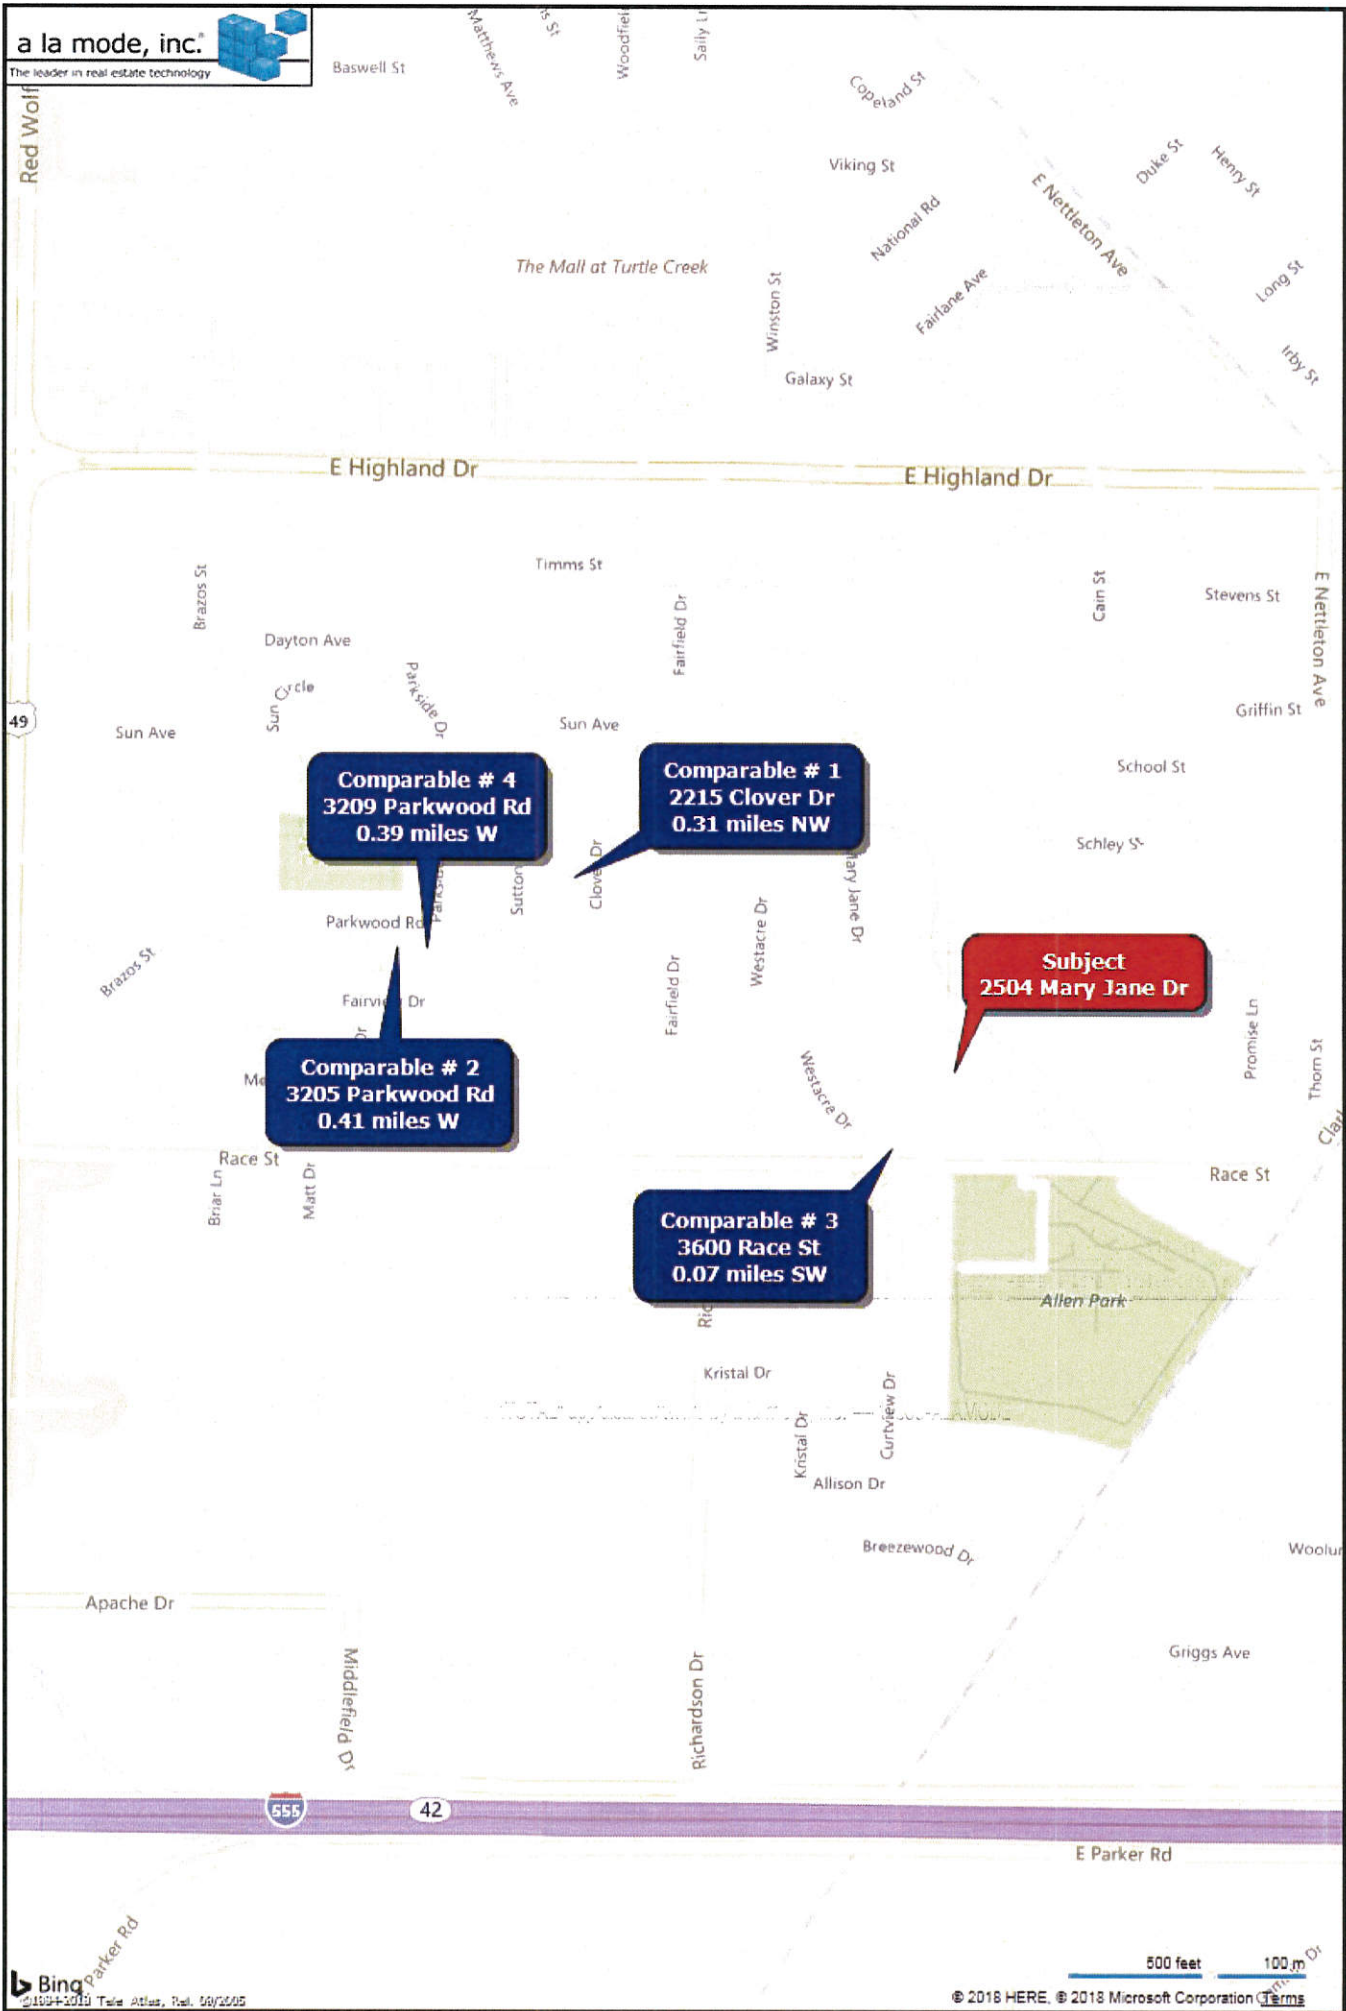 a la mode, inc.
The leader in real estate technology
Baswell St
Matthews Ave
Copeland St
Red Wolf
Viking St
Duke St
Henry St
E Nettleton Ave
National Rd
The Mall at Turtle Creek
Winston St
Fairlane Ave
Long St
Irby St
Galaxy St
E Highland Dr
E Highland Dr
Timms St
Brazos St
Fairfield Dr
Cain St
Stevens St
E Nettleton Ave
Dayton Ave
Sun Circle
Parkside Dr
49
Sun Ave
Sun Ave
Griffin St
School St
Comparable # 4
3209 Parkwood Rd
0.39 miles W
Comparable # 1
2215 Clover Dr
0.31 miles NW
Schley St
Sutton
Clover Dr
Mary Jane Dr
Westacre Dr
Parkwood Rd
Brazos St
Fairfield Dr
Subject
2504 Mary Jane Dr
Fairview Dr
Dr
Promise Ln
Thorn St
Comparable # 2
3205 Parkwood Rd
0.41 miles W
Westacre Dr
Race St
Race St
Briar Ln
Matt Dr
Comparable # 3
3600 Race St
0.07 miles SW
Allen Park
Kristal Dr
Kristal Dr
Curtview Dr
Allison Dr
Breezewood Dr
Apache Dr
Griggs Ave
Middlefield Dr
Richardson Dr
555
42
E Parker Rd
Parker Rd
500 feet
100 m
Bing
© 2018 HERE, © 2018 Microsoft Corporation Terms